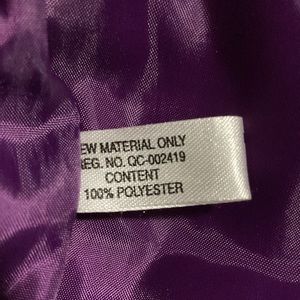 EW MATERIAL ONLY
REG. NO. QC-002419
CONTENT
100% POLYESTER